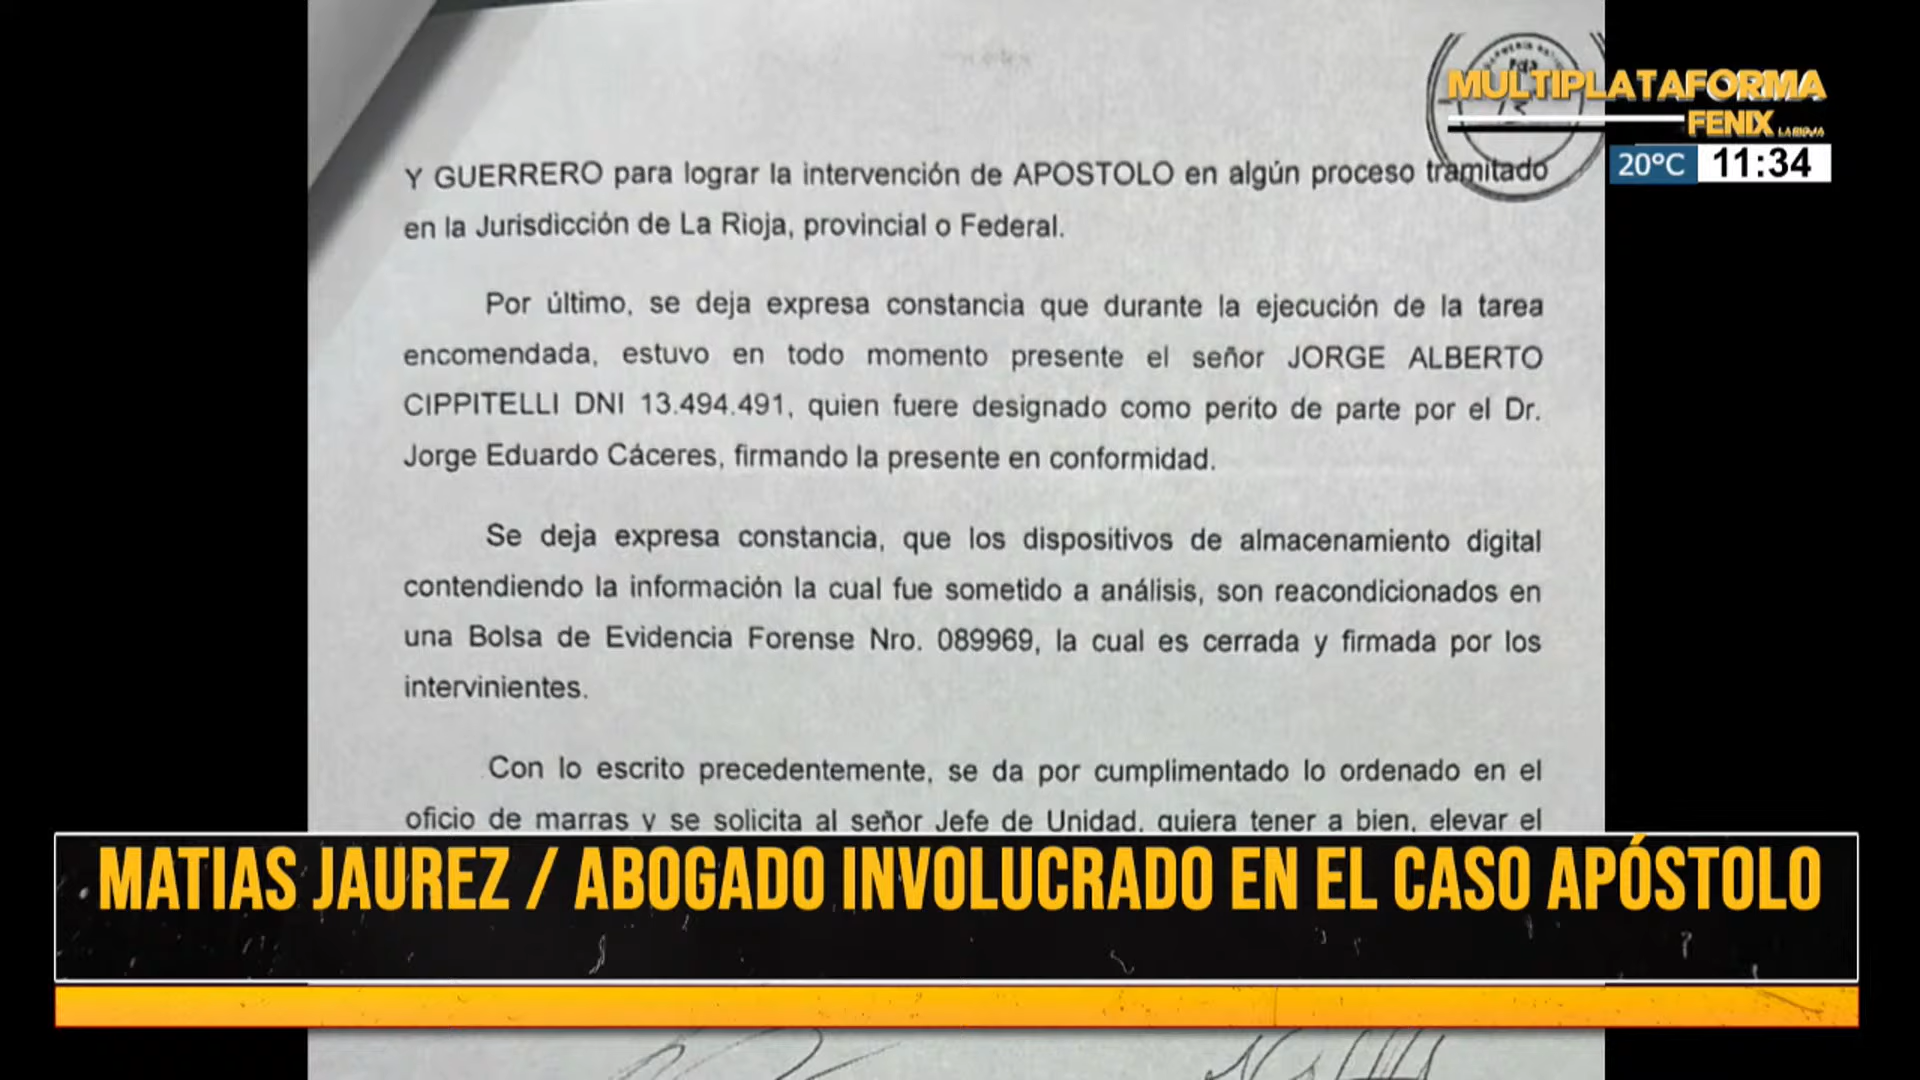 MULTIPLATAFORMA
FENIX LA RIOJA
20°C 11:34
Y GUERRERO para lograr la intervención de APOSTOLO en algún proceso tramitado
en la Jurisdicción de La Rioja, provincial o Federal.
Por último, se deja expresa constancia que durante la ejecución de la tarea
encomendada, estuvo en todo momento presente el señor JORGE ALBERTO
CIPPITELLI DNI 13.494.491, quien fuere designado como perito de parte por el Dr.
Jorge Eduardo Cáceres, firmando la presente en conformidad.
Se deja expresa constancia, que los dispositivos de almacenamiento digital
contendiendo la información la cual fue sometido a análisis, son reacondicionados en
una Bolsa de Evidencia Forense Nro. 089969, la cual es cerrada y firmada por los
intervinientes.
Con lo escrito precedentemente, se da por cumplimentado lo ordenado en el
oficio de marras y se solicita al señor Jefe de Unidad, quiera tener a bien, elevar el
MATIAS JAUREZ / ABOGADO INVOLUCRADO EN EL CASO APÓSTOLO